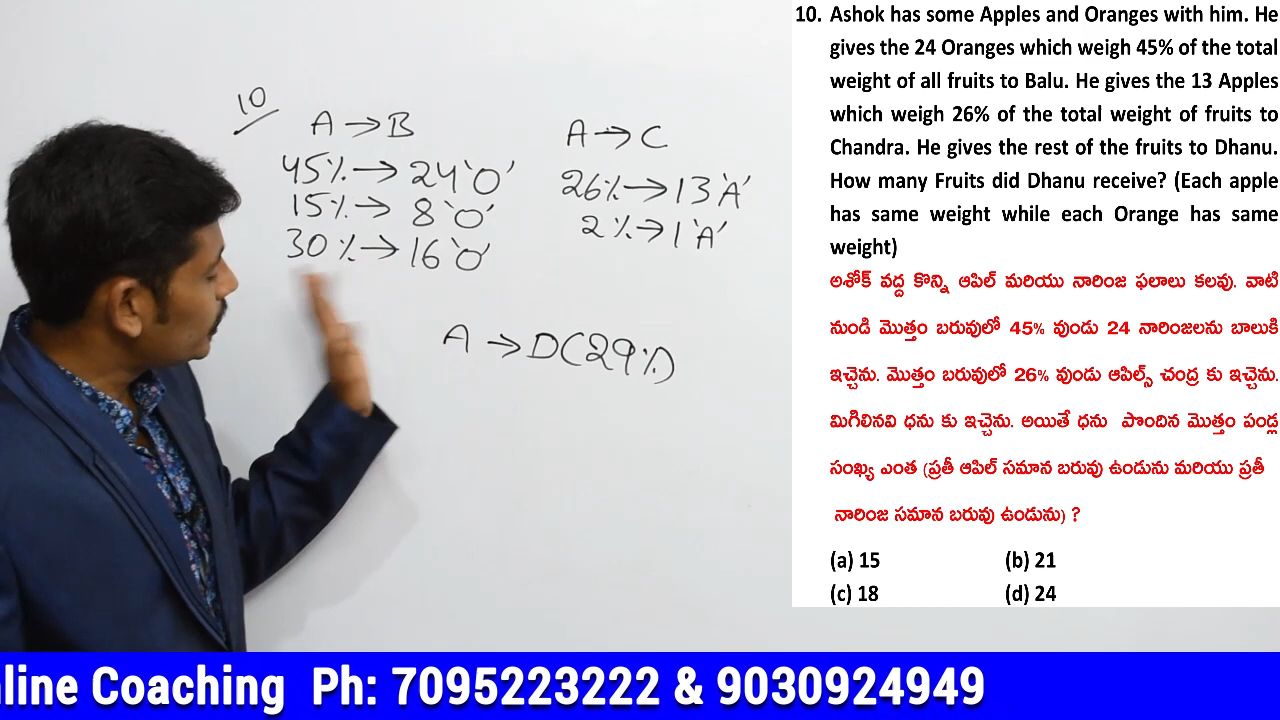 10
A → B
45% → 24 'O'
15% → 8 'O'
30% → 16 'O'
A → C
26% → 13 'A'
2% → 1 'A'
A → D (29%)
10. Ashok has some Apples and Oranges with him. He
gives the 24 Oranges which weigh 45% of the total
weight of all fruits to Balu. He gives the 13 Apples
which weigh 26% of the total weight of fruits to
Chandra. He gives the rest of the fruits to Dhanu.
How many Fruits did Dhanu receive? (Each apple
has same weight while each Orange has same
weight)
అశోక్ వద్ద కొన్ని ఆపిల్ మరియు నారింజ ఫలాలు కలవు. వాటి
నుండి మొత్తం బరువులో 45% వుండు 24 నారింజలను బాలుకి
ఇచ్చెను. మొత్తం బరువులో 26% వుండు ఆపిల్స్ చంద్ర కు ఇచ్చెను.
మిగిలినవి ధను కు ఇచ్చెను. అయితే ధను పొందిన మొత్తం పండ్ల
సంఖ్య ఎంత (ప్రతీ ఆపిల్ సమాన బరువు ఉండును మరియు ప్రతీ
నారింజ సమాన బరువు ఉండును) ?
(a) 15 (b) 21
(c) 18 (d) 24
nline Coaching Ph: 7095223222 & 9030924949